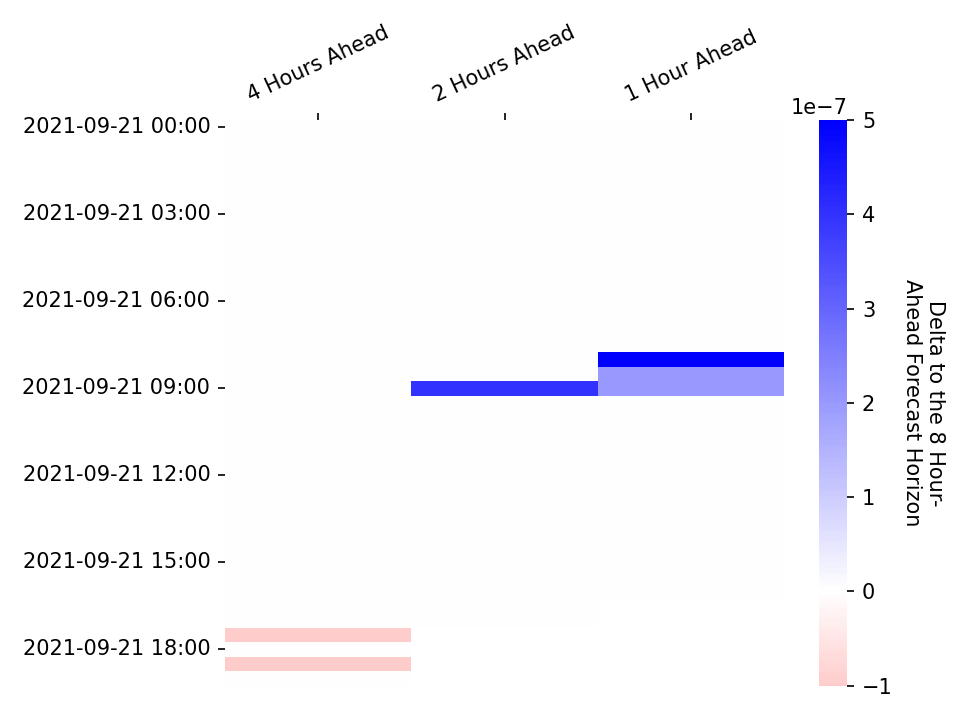 4 Hours Ahead
2 Hours Ahead
1 Hour Ahead
1e−7
2021-09-21 00:00
2021-09-21 03:00
2021-09-21 06:00
2021-09-21 09:00
2021-09-21 12:00
2021-09-21 15:00
2021-09-21 18:00
5
4
3
2
1
0
−1
Delta to the 8 Hour-
Ahead Forecast Horizon